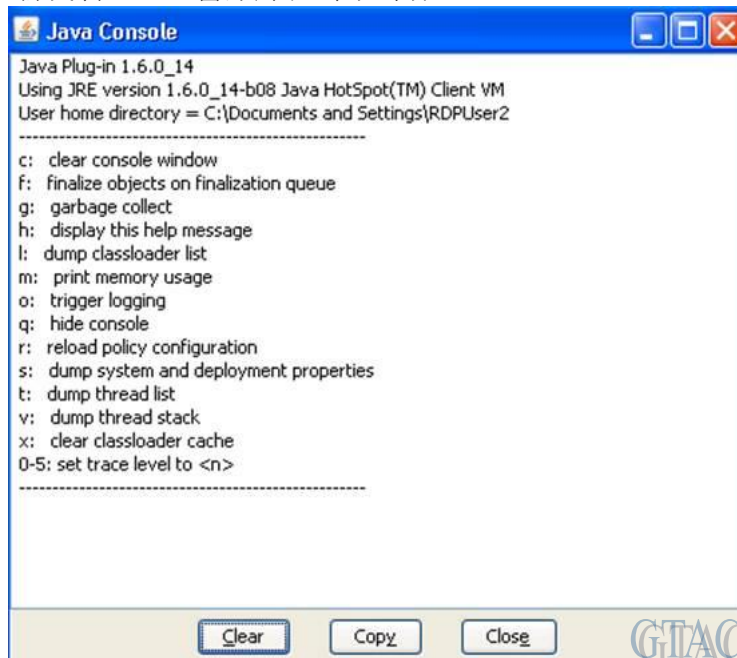 Java Console
Java Plug-in 1.6.0_14
Using JRE version 1.6.0_14-b08 Java HotSpot(TM) Client VM
User home directory = C:\Documents and Settings\RDPUser2
----------------------------------------------------
c: clear console window
f: finalize objects on finalization queue
g: garbage collect
h: display this help message
l: dump classloader list
m: print memory usage
o: trigger logging
q: hide console
r: reload policy configuration
s: dump system and deployment properties
t: dump thread list
v: dump thread stack
x: clear classloader cache
0-5: set trace level to <n>
----------------------------------------------------
Clear Copy Close
GTAC